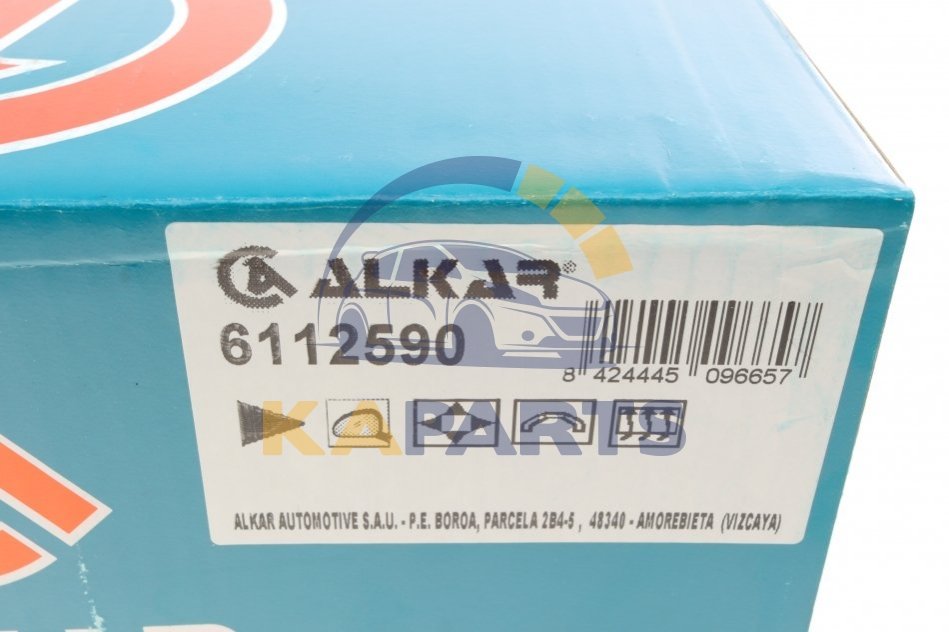 ALKAR®
6112590
8 424445 096657
KAPARTS
ALKAR AUTOMOTIVE S.A.U. - P.E. BOROA, PARCELA 2B4-5 , 48340 - AMOREBIETA (VIZCAYA)